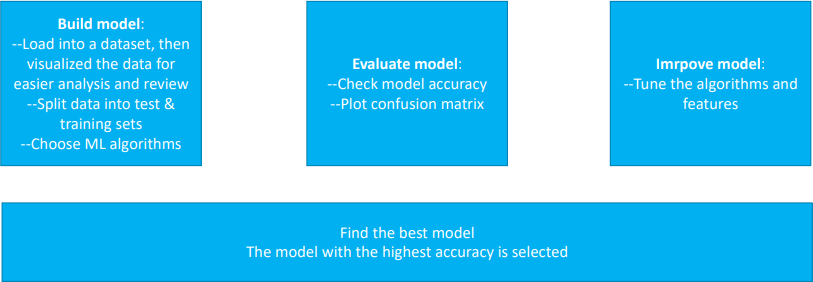 Build model:
--Load into a dataset, then
visualized the data for
easier analysis and review
--Split data into test &
training sets
--Choose ML algorithms
Evaluate model:
--Check model accuracy
--Plot confusion matrix
Imrpove model:
--Tune the algorithms and
features
Find the best model
The model with the highest accuracy is selected